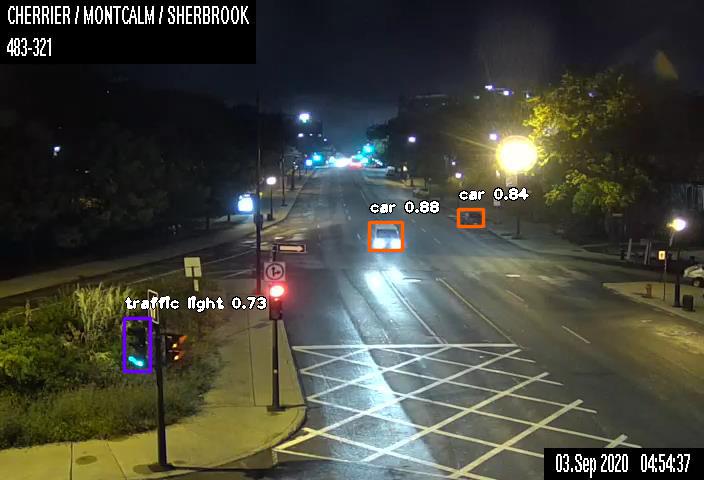 CHERRIER / MONTCALM / SHERBROOK
483-321
car 0.84
car 0.88
traffic light 0.73
03.Sep 2020 04:54:37